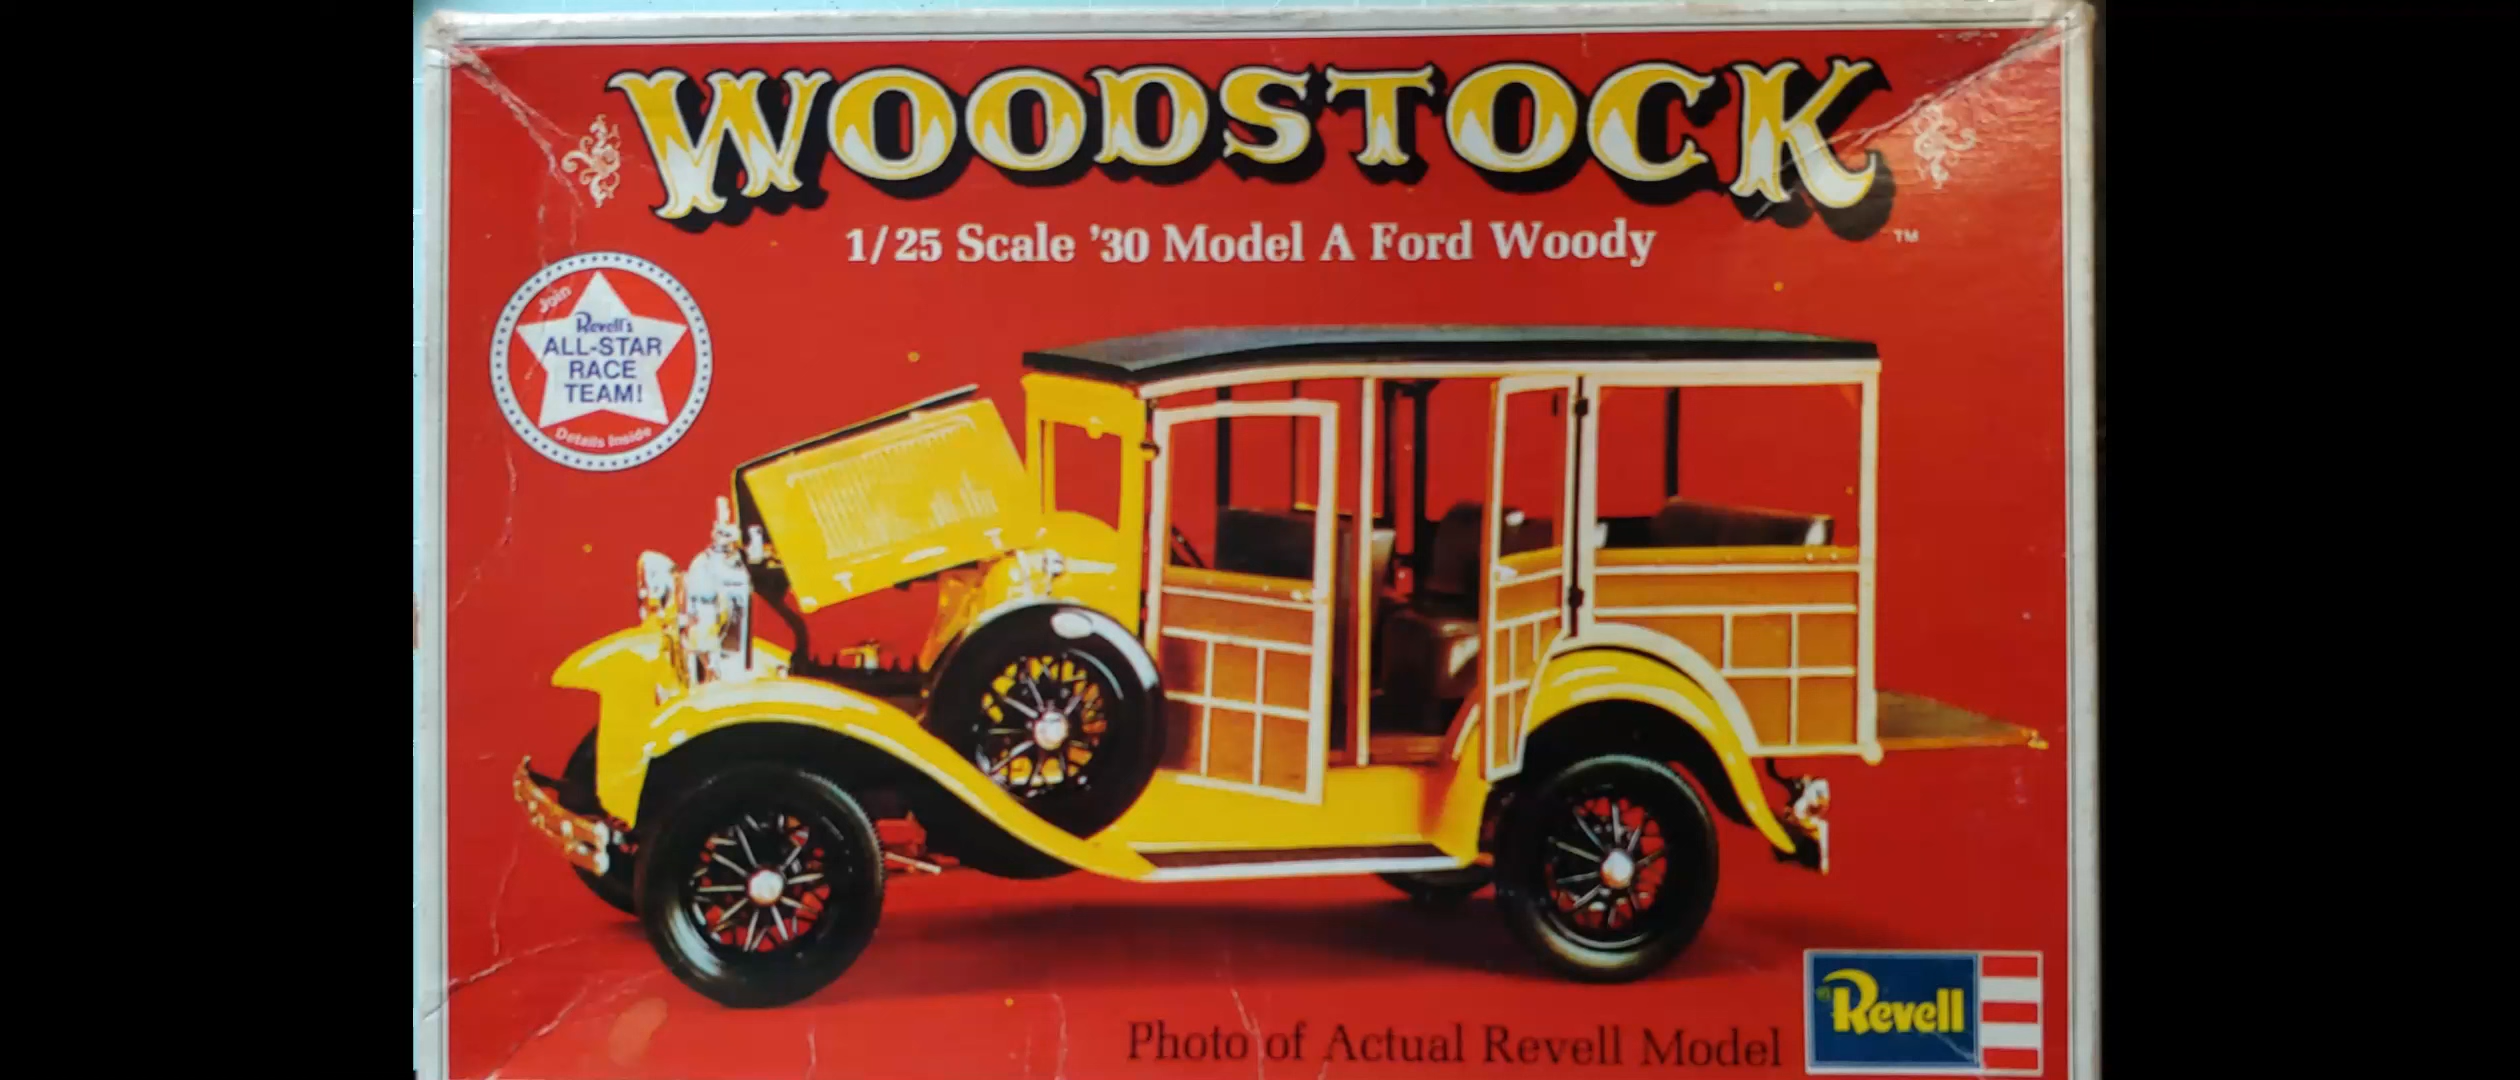 WOODSTOCK
TM
1/25 Scale '30 Model A Ford Woody
Join
Revell's
ALL-STAR
RACE
TEAM!
Details Inside
Photo of Actual Revell Model
Revell